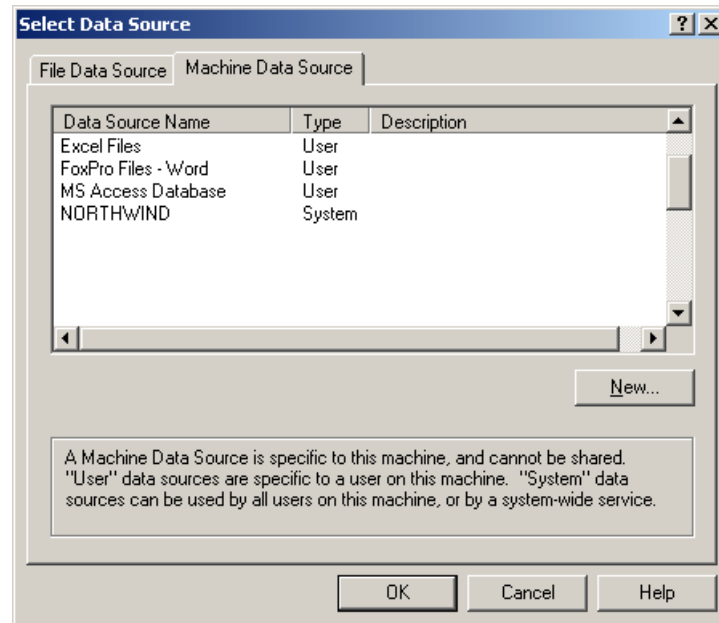 Select Data Source
File Data Source Machine Data Source
Data Source Name Type Description
Excel Files User
FoxPro Files - Word User
MS Access Database User
NORTHWIND System
New...
A Machine Data Source is specific to this machine, and cannot be shared.
"User" data sources are specific to a user on this machine. "System" data
sources can be used by all users on this machine, or by a system-wide service.
OK Cancel Help